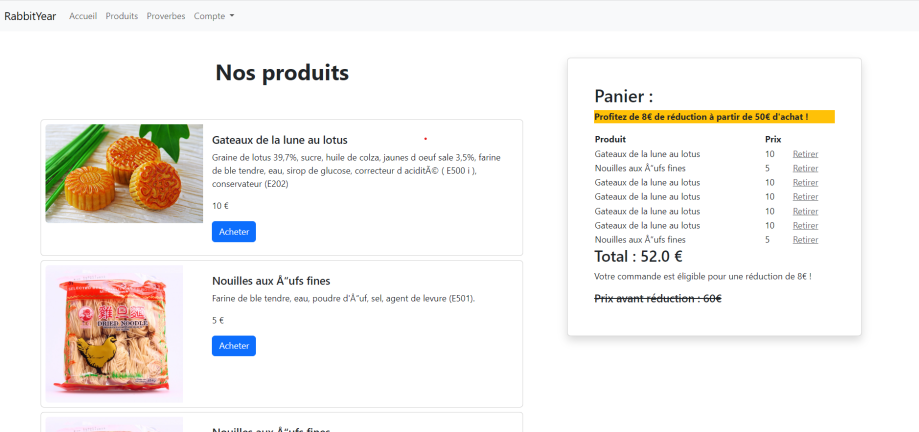 RabbitYear Accueil Produits Proverbes Compte
Nos produits
Gateaux de la lune au lotus
Graine de lotus 39,7%, sucre, huile de colza, jaunes d oeuf sale 3,5%, farine
de ble tendre, eau, sirop de glucose, correcteur d aciditÃ© ( E500 i ),
conservateur (E202)
10 €
Acheter
Nouilles aux Å“ufs fines
Farine de ble tendre, eau, poudre d'Å“uf, sel, agent de levure (E501).
5 €
Acheter
DRIED NOODLE
Nouilles aux Å“ufs fines
Panier :
Profitez de 8€ de réduction à partir de 50€ d'achat !
Produit Prix
Gateaux de la lune au lotus 10 Retirer
Nouilles aux Å“ufs fines 5 Retirer
Gateaux de la lune au lotus 10 Retirer
Gateaux de la lune au lotus 10 Retirer
Gateaux de la lune au lotus 10 Retirer
Gateaux de la lune au lotus 10 Retirer
Nouilles aux Å“ufs fines 5 Retirer
Total : 52.0 €
Votre commande est éligible pour une réduction de 8€ !
Prix avant réduction : 60€